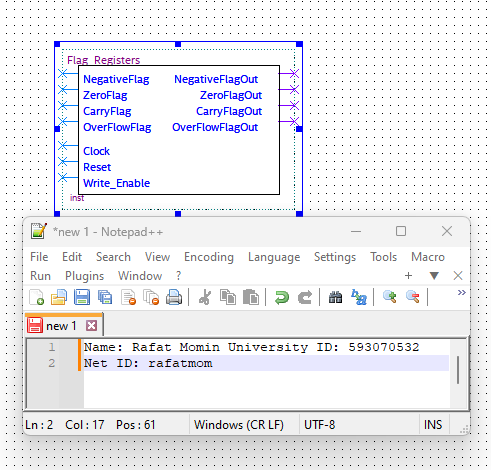 Flag_Registers
NegativeFlag NegativeFlagOut
ZeroFlag ZeroFlagOut
CarryFlag CarryFlagOut
OverFlowFlag OverFlowFlagOut
Clock
Reset
Write_Enable
inst
*new 1 - Notepad++
File Edit Search View Encoding Language Settings Tools Macro
Run Plugins Window ? + ▼ X
new 1
1 Name: Rafat Momin University ID: 593070532
2 Net ID: rafatmom
Ln : 2 Col : 17 Pos : 61 Windows (CR LF) UTF-8 INS